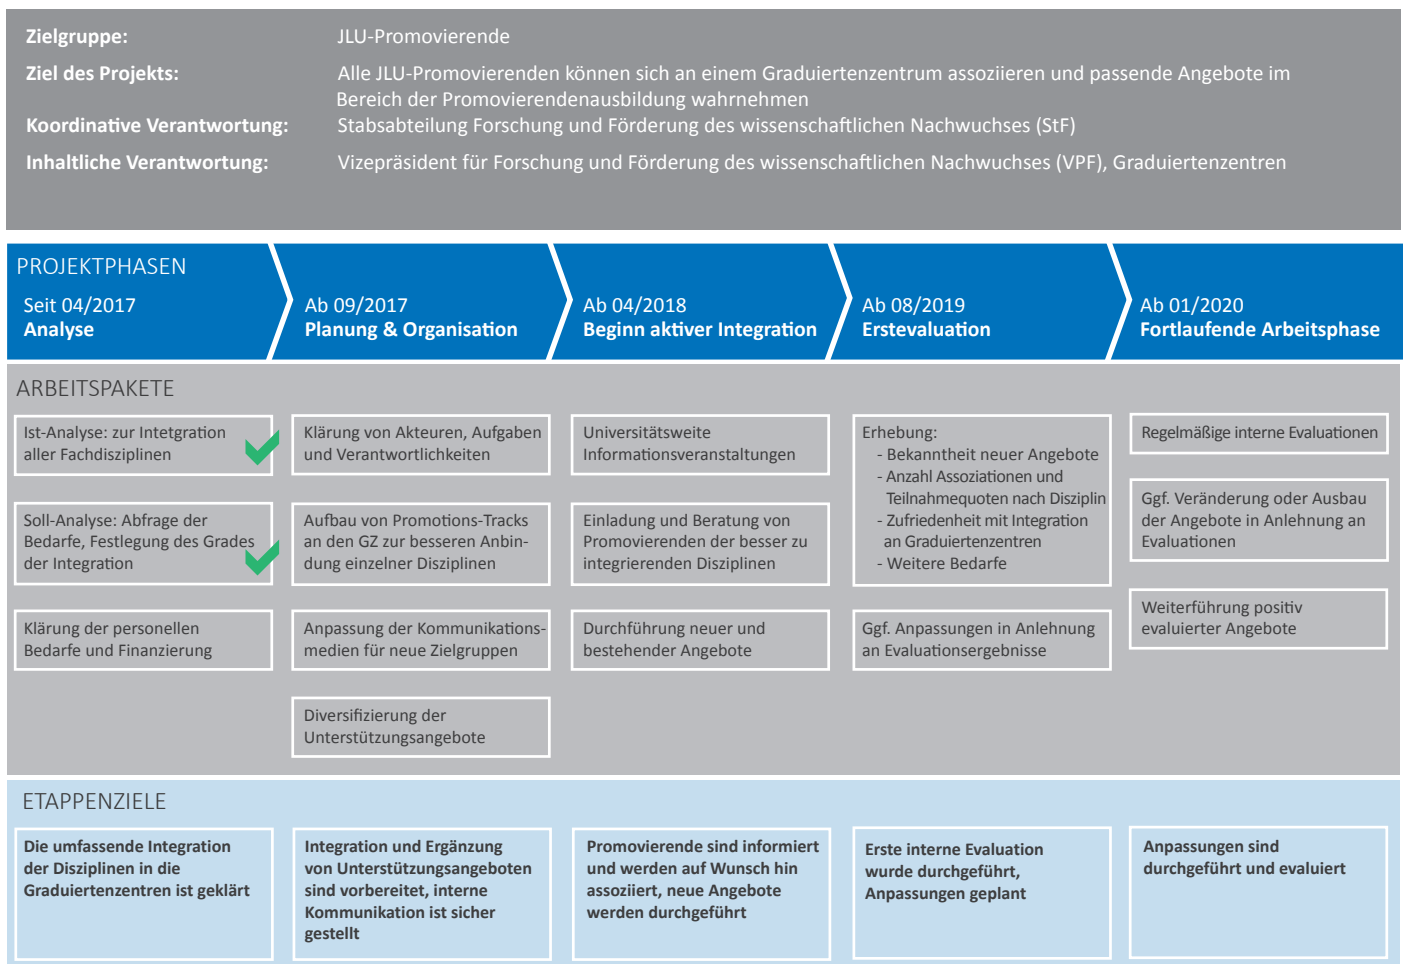 Zielgruppe: JLU-Promovierende
Ziel des Projekts: Alle JLU-Promovierenden können sich an einem Graduiertenzentrum assoziieren und passende Angebote im
Bereich der Promovierendenausbildung wahrnehmen
Koordinative Verantwortung: Stabsabteilung Forschung und Förderung des wissenschaftlichen Nachwuchses (StF)
Inhaltliche Verantwortung: Vizepräsident für Forschung und Förderung des wissenschaftlichen Nachwuchses (VPF), Graduiertenzentren
PROJEKTPHASEN
Seit 04/2017
Analyse
Ab 09/2017
Planung & Organisation
Ab 04/2018
Beginn aktiver Integration
Ab 08/2019
Erstevaluation
Ab 01/2020
Fortlaufende Arbeitsphase
ARBEITSPAKETE
Ist-Analyse: zur Intetgration
aller Fachdisziplinen
Soll-Analyse: Abfrage der
Bedarfe, Festlegung des Grades
der Integration
Klärung der personellen
Bedarfe und Finanzierung
Klärung von Akteuren, Aufgaben
und Verantwortlichkeiten
Aufbau von Promotions-Tracks
an den GZ zur besseren Anbin-
dung einzelner Disziplinen
Anpassung der Kommunikations-
medien für neue Zielgruppen
Diversifizierung der
Unterstützungsangebote
Universitätsweite
Informationsveranstaltungen
Einladung und Beratung von
Promovierenden der besser zu
integrierenden Disziplinen
Durchführung neuer und
bestehender Angebote
Erhebung:
- Bekanntheit neuer Angebote
- Anzahl Assoziationen und
Teilnahmequoten nach Disziplin
- Zufriedenheit mit Integration
an Graduiertenzentren
- Weitere Bedarfe
Ggf. Anpassungen in Anlehnung
an Evaluationsergebnisse
Regelmäßige interne Evaluationen
Ggf. Veränderung oder Ausbau
der Angebote in Anlehnung an
Evaluationen
Weiterführung positiv
evaluierter Angebote
ETAPPENZIELE
Die umfassende Integration
der Disziplinen in die
Graduiertenzentren ist geklärt
Integration und Ergänzung
von Unterstützungsangeboten
sind vorbereitet, interne
Kommunikation ist sicher
gestellt
Promovierende sind informiert
und werden auf Wunsch hin
assoziiert, neue Angebote
werden durchgeführt
Erste interne Evaluation
wurde durchgeführt,
Anpassungen geplant
Anpassungen sind
durchgeführt und evaluiert